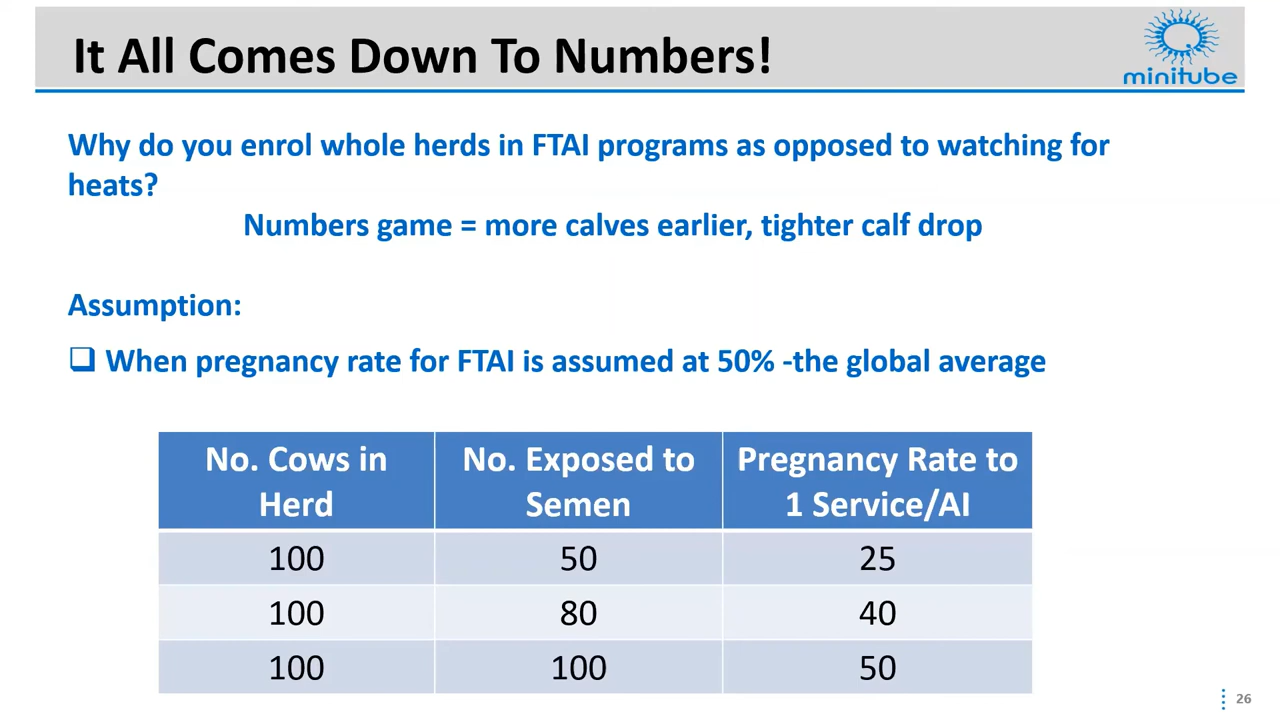 It All Comes Down To Numbers!
minitube
Why do you enrol whole herds in FTAI programs as opposed to watching for
heats?
Numbers game = more calves earlier, tighter calf drop
Assumption:
When pregnancy rate for FTAI is assumed at 50% -the global average
No. Cows in Herd
No. Exposed to Semen
Pregnancy Rate to 1 Service/AI
100 50 25
100 80 40
100 100 50
26